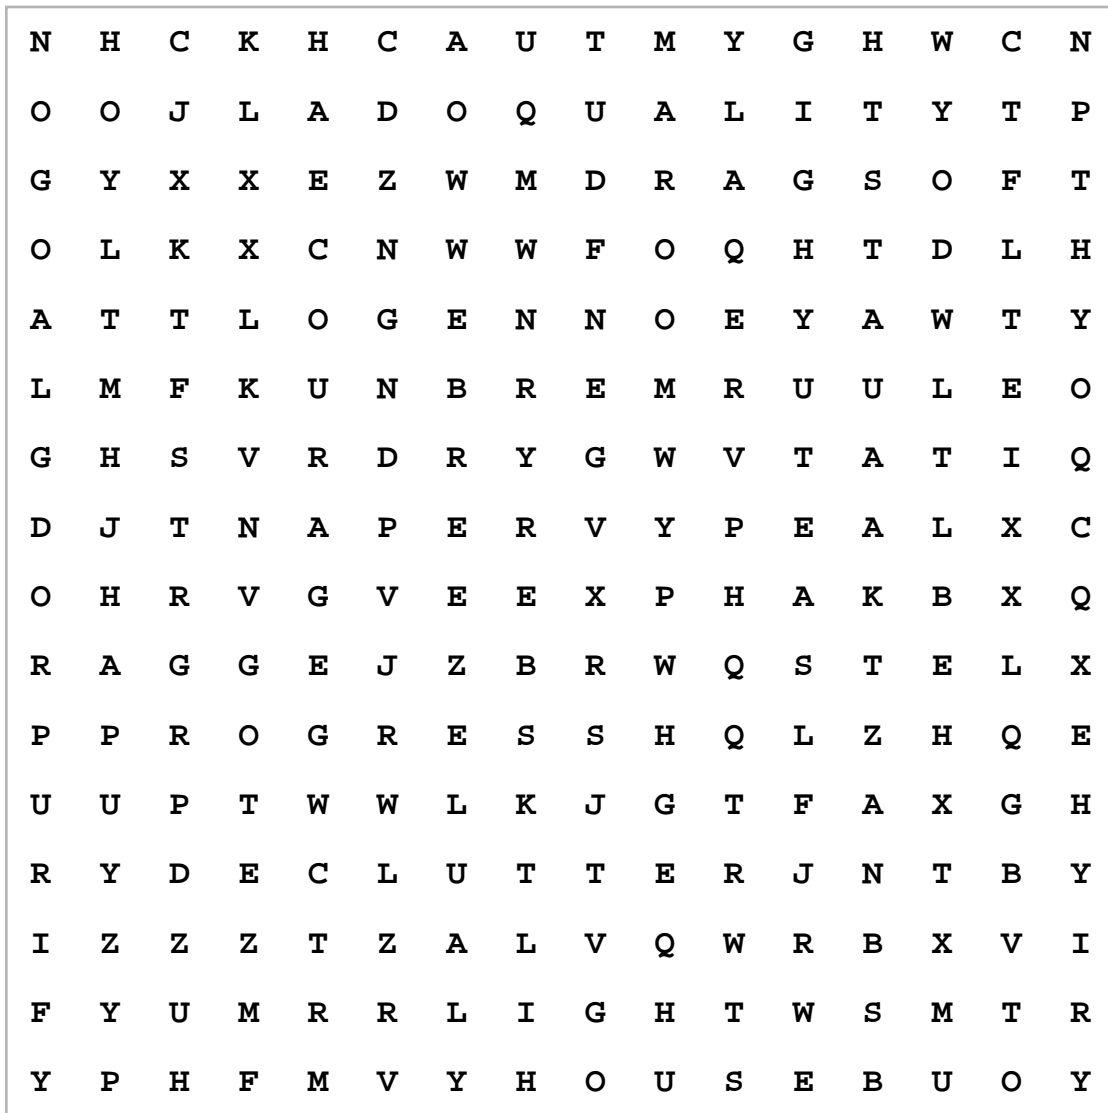 N H C K H C A U T M Y G H W C N
O O J L A D O Q U A L I T Y T P
G Y X X E Z W M D R A G S O F T
O L K X C N W W F O Q H T D L H
A T T L O G E N N O E Y A W T Y
L M F K U N B R E M R U U L E O
G H S V R D R Y G W V T A T I Q
D J T N A P E R V Y P E A L X C
O H R V G V E E X P H A K B X Q
R A G G E J Z B R W Q S T E L X
P P R O G R E S S H Q L Z H Q E
U U P T W W L K J G T F A X G H
R Y D E C L U T T E R J N T B Y
I Z Z Z T Z A L V Q W R B X V I
F Y U M R R L I G H T W S M T R
Y P H F M V Y H O U S E B U O Y